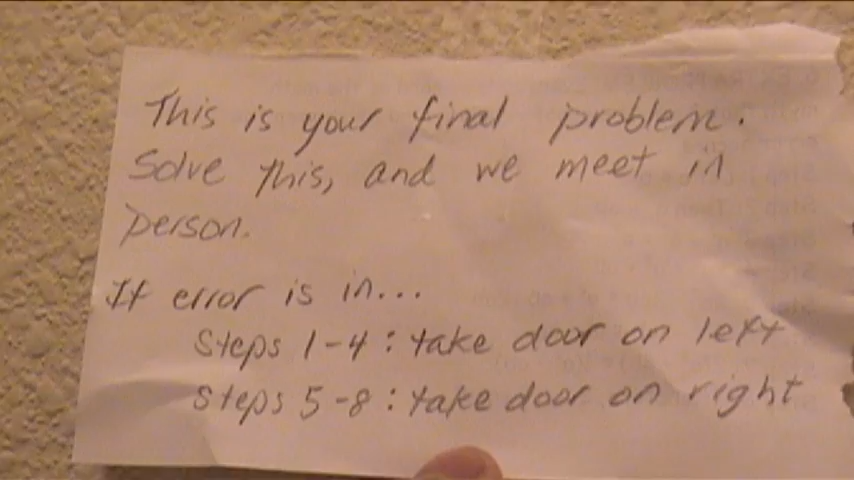 This is your final problem.
Solve this, and we meet in
person.
If error is in...
Steps 1-4: take door on left
Steps 5-8: take door on right